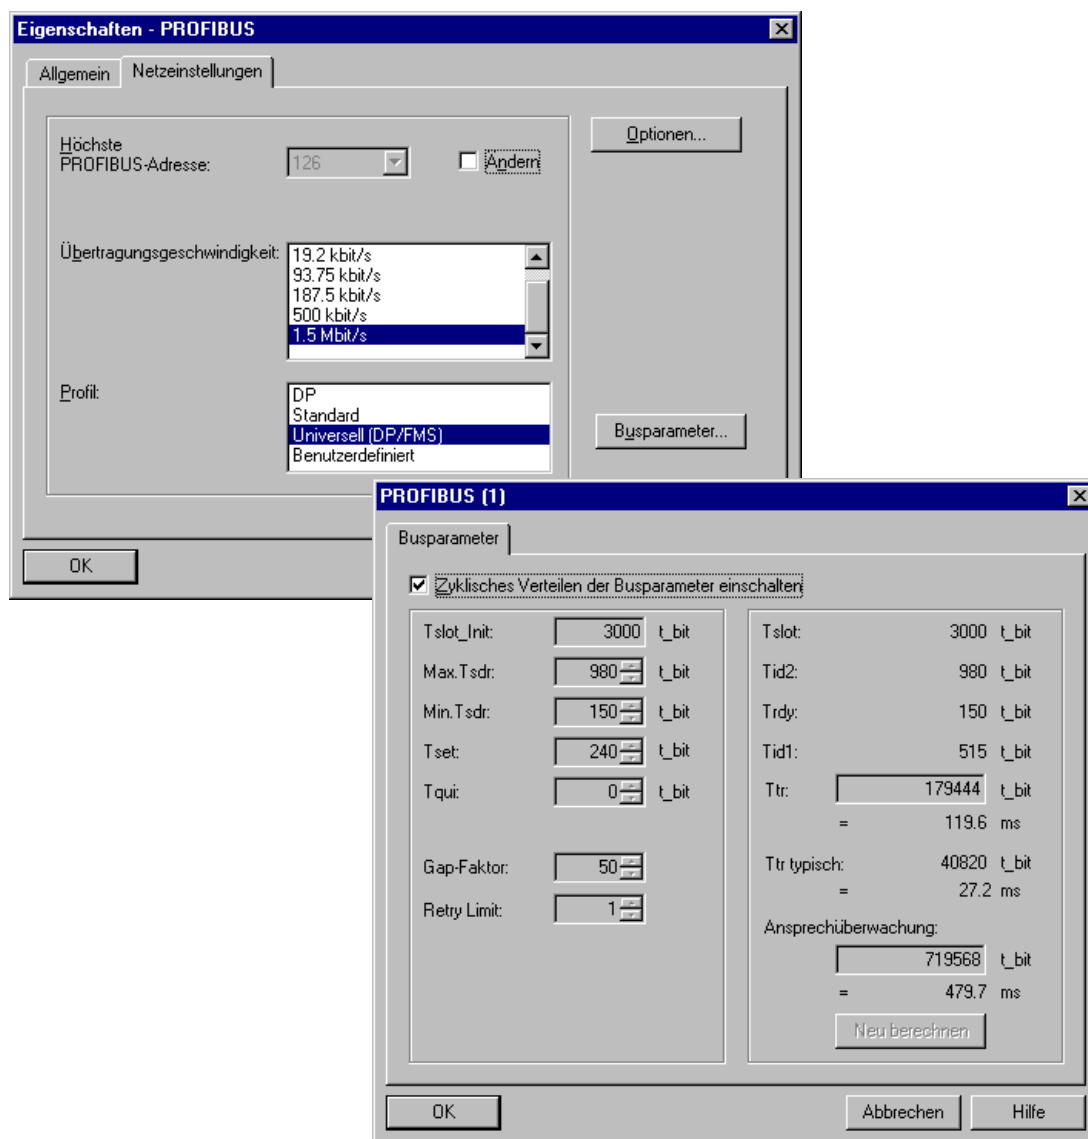 Eigenschaften - PROFIBUS
Allgemein Netzeinstellungen
Höchste
PROFIBUS-Adresse: 126 Ändern
Optionen...
Übertragungsgeschwindigkeit: 19.2 kbit/s
93.75 kbit/s
187.5 kbit/s
500 kbit/s
1.5 Mbit/s
Profil: DP
Standard
Universell (DP/FMS)
Benutzerdefiniert
Busparameter...
OK
PROFIBUS (1)
Busparameter
Zyklisches Verteilen der Busparameter einschalten
Tslot_Init: 3000 t_bit
Max.Tsdr: 980 t_bit
Min.Tsdr: 150 t_bit
Tset: 240 t_bit
Tqui: 0 t_bit
Gap-Faktor: 50
Retry Limit: 1
Tslot: 3000 t_bit
Tid2: 980 t_bit
Trdy: 150 t_bit
Tid1: 515 t_bit
Ttr: 179444 t_bit
= 119.6 ms
Ttr typisch: 40820 t_bit
= 27.2 ms
Ansprechüberwachung:
719568 t_bit
= 479.7 ms
Neu berechnen
OK Abbrechen Hilfe